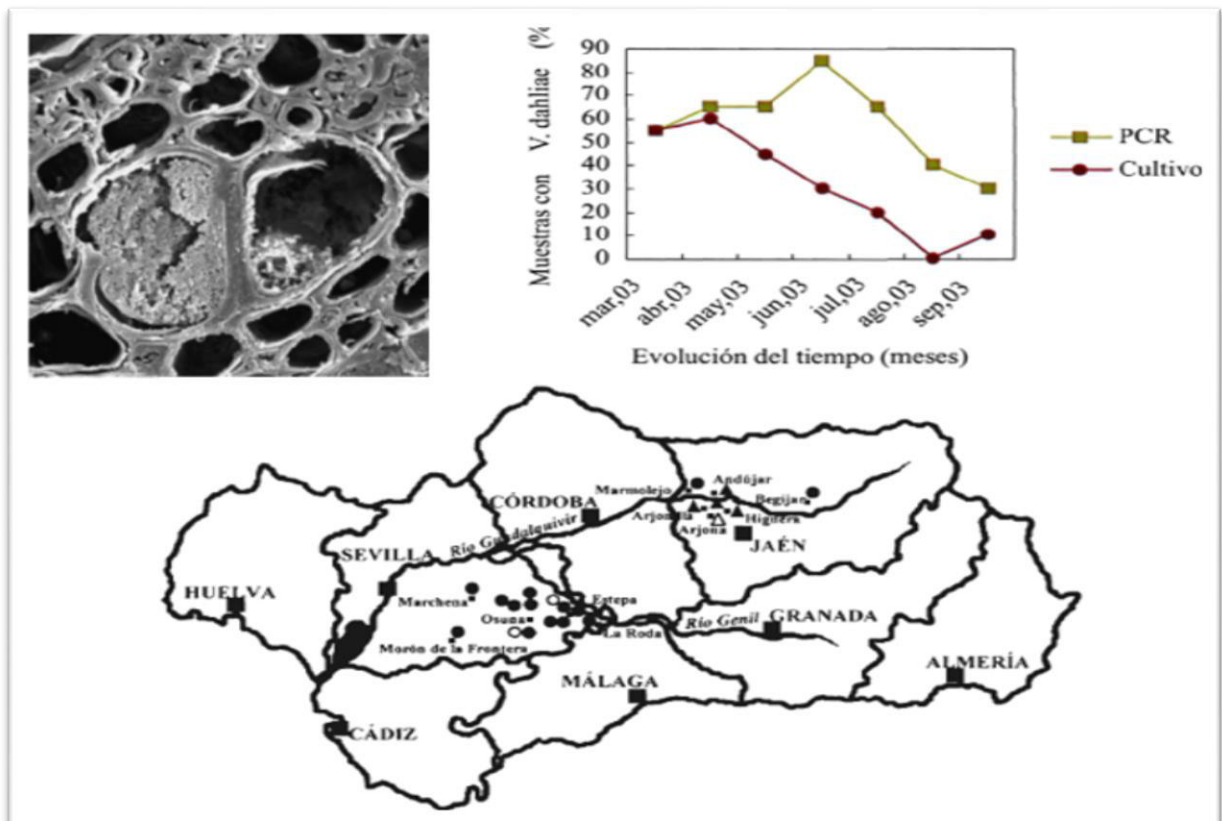 Muestras con V. dahliae (%
90
80
70
60
50
40
30
20
10
0
mar,03
abr,03
may,03
jun,03
jul,03
ago,03
sep,03
Evolución del tiempo (meses)
PCR
Cultivo
Marmolejo
Andújar
Begijar
CÓRDOBA
Arjonilla
Higuera
Arjona
JAÉN
Río Guadalquivir
SEVILLA
HUELVA
Marchena
Estepa
Osuna
La Roda
Río Genil
GRANADA
Morón de la Frontera
MÁLAGA
ALMERÍA
CÁDIZ